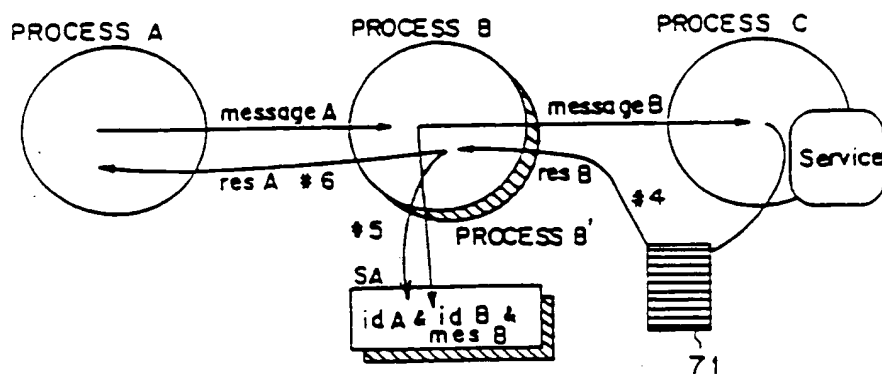 PROCESS A
PROCESS B
PROCESS C
message A
message B
Service
res A #6
res B
#4
#5
PROCESS B'
SA
id A & id B &
mes B
71